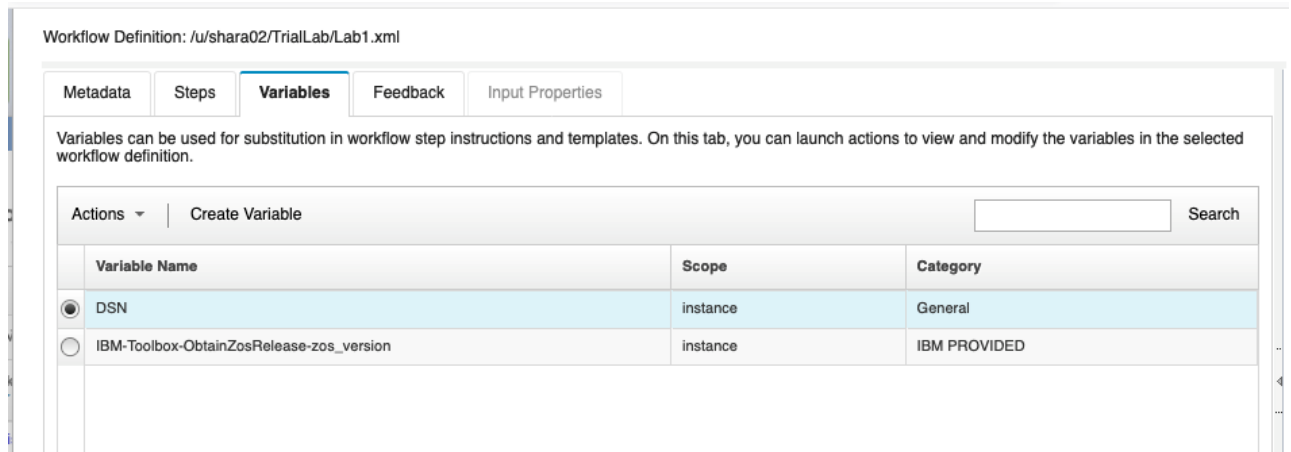 Workflow Definition: /u/shara02/TrialLab/Lab1.xml
Metadata Steps Variables Feedback Input Properties
Variables can be used for substitution in workflow step instructions and templates. On this tab, you can launch actions to view and modify the variables in the selected
workflow definition.
Actions Create Variable Search
Variable Name Scope Category
DSN instance General
IBM-Toolbox-ObtainZosRelease-zos_version instance IBM PROVIDED